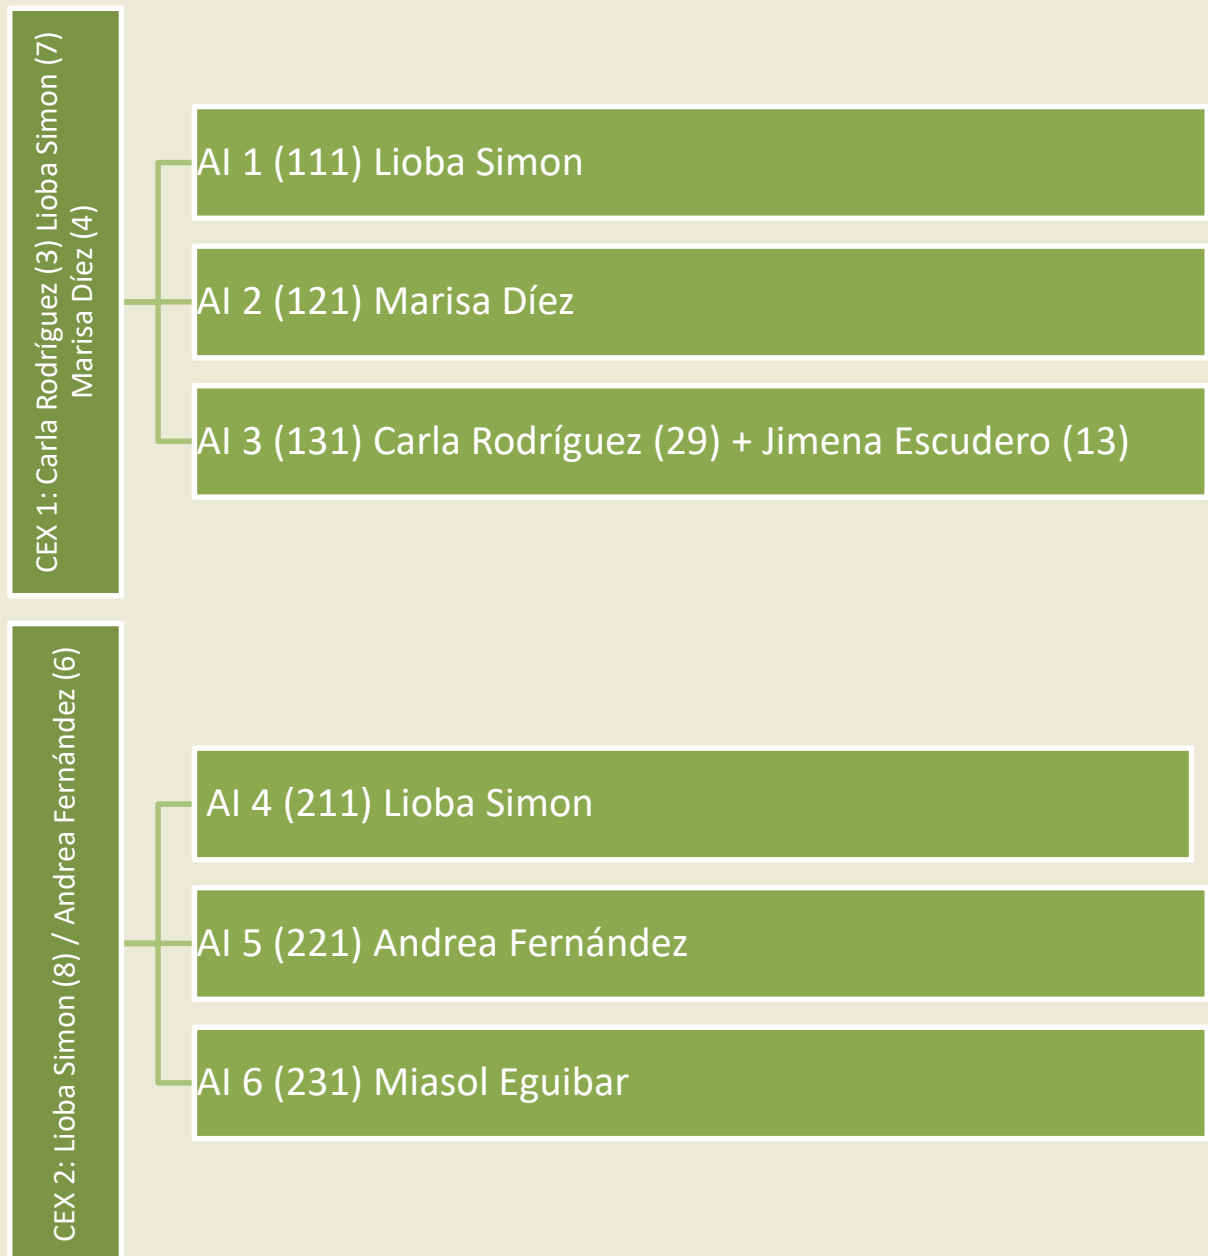 CEX 1: Carla Rodríguez (3) Lioba Simon (7)
Marisa Díez (4)
AI 1 (111) Lioba Simon
AI 2 (121) Marisa Díez
AI 3 (131) Carla Rodríguez (29) + Jimena Escudero (13)
CEX 2: Lioba Simon (8) / Andrea Fernández (6)
AI 4 (211) Lioba Simon
AI 5 (221) Andrea Fernández
AI 6 (231) Miasol Eguibar